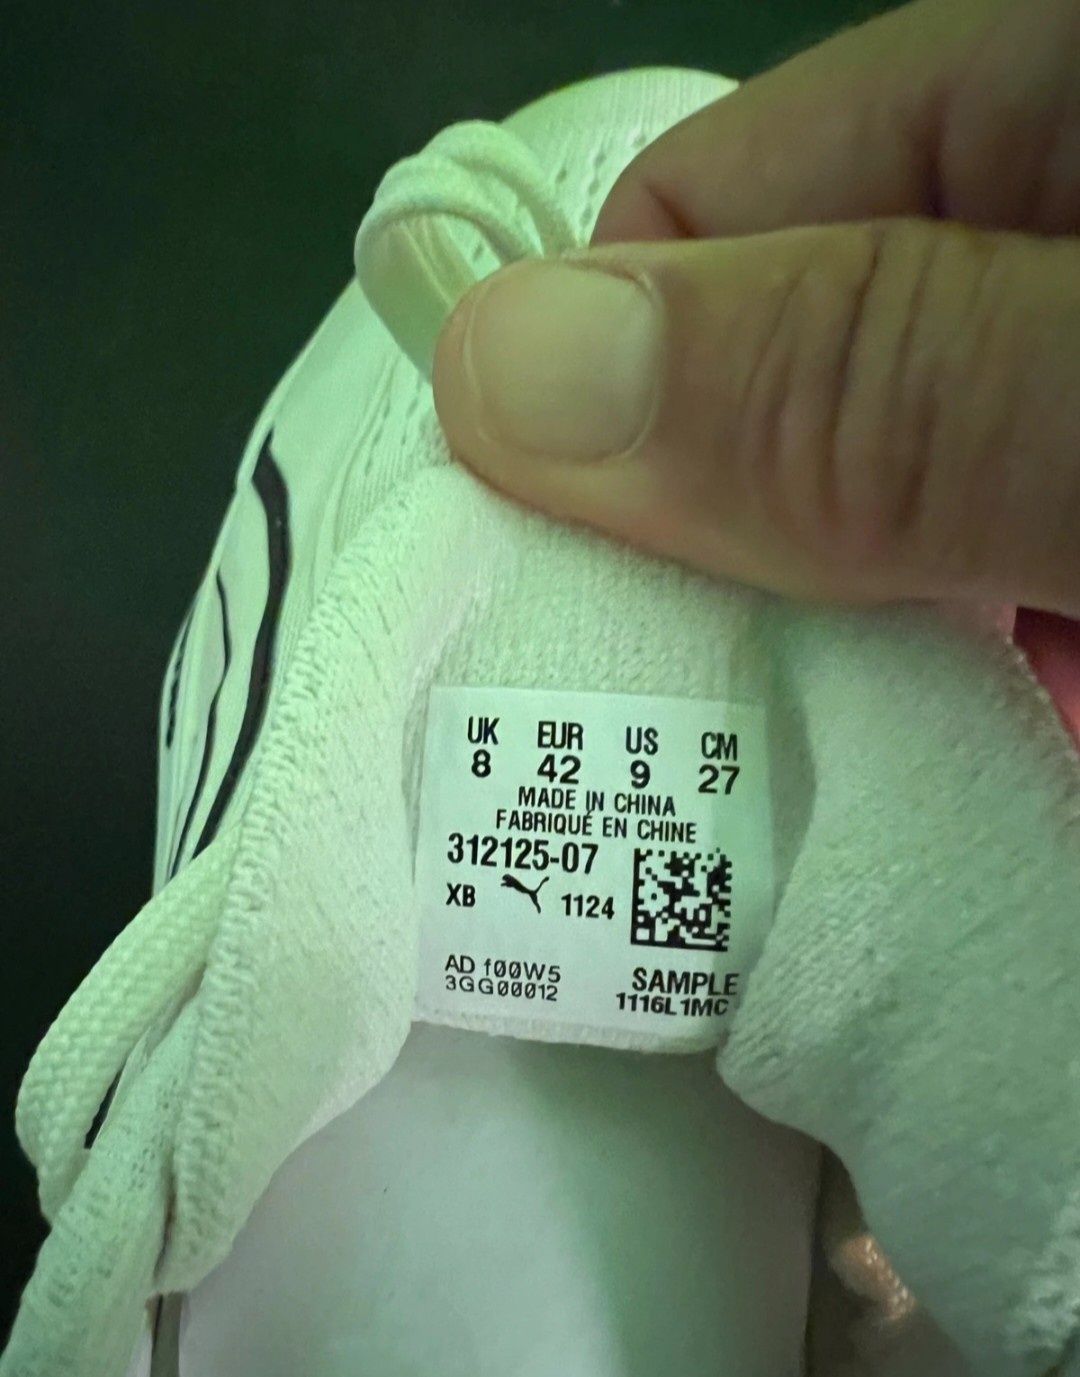 UK EUR US CM
8 42 9 27
MADE IN CHINA
FABRIQUÉ EN CHINE
312125-07
XB 1124
AD f00W5 SAMPLE
3GG00012 1116L1MC